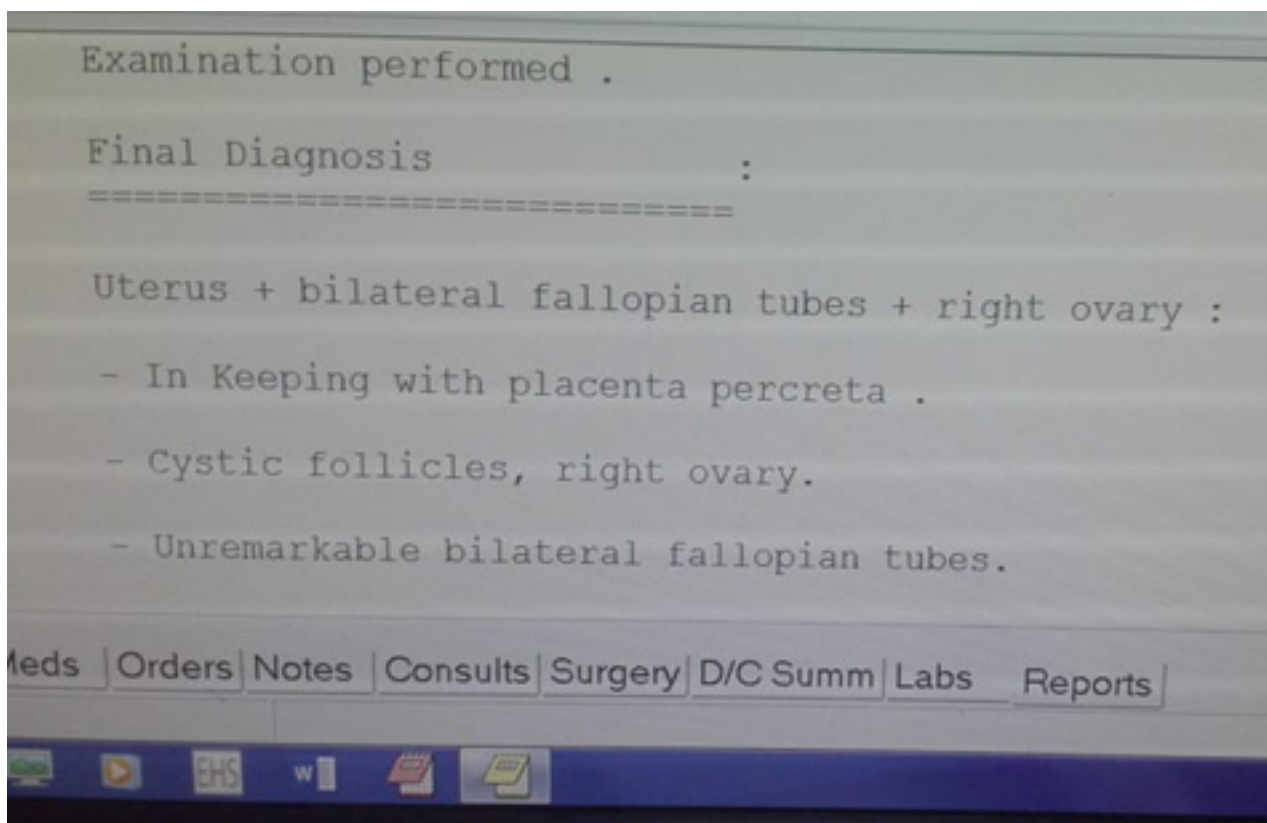 Examination performed .
Final Diagnosis :
============================
Uterus + bilateral fallopian tubes + right ovary :
- In Keeping with placenta percreta .
- Cystic follicles, right ovary.
- Unremarkable bilateral fallopian tubes.
Meds Orders Notes Consults Surgery D/C Summ Labs Reports
EHS W